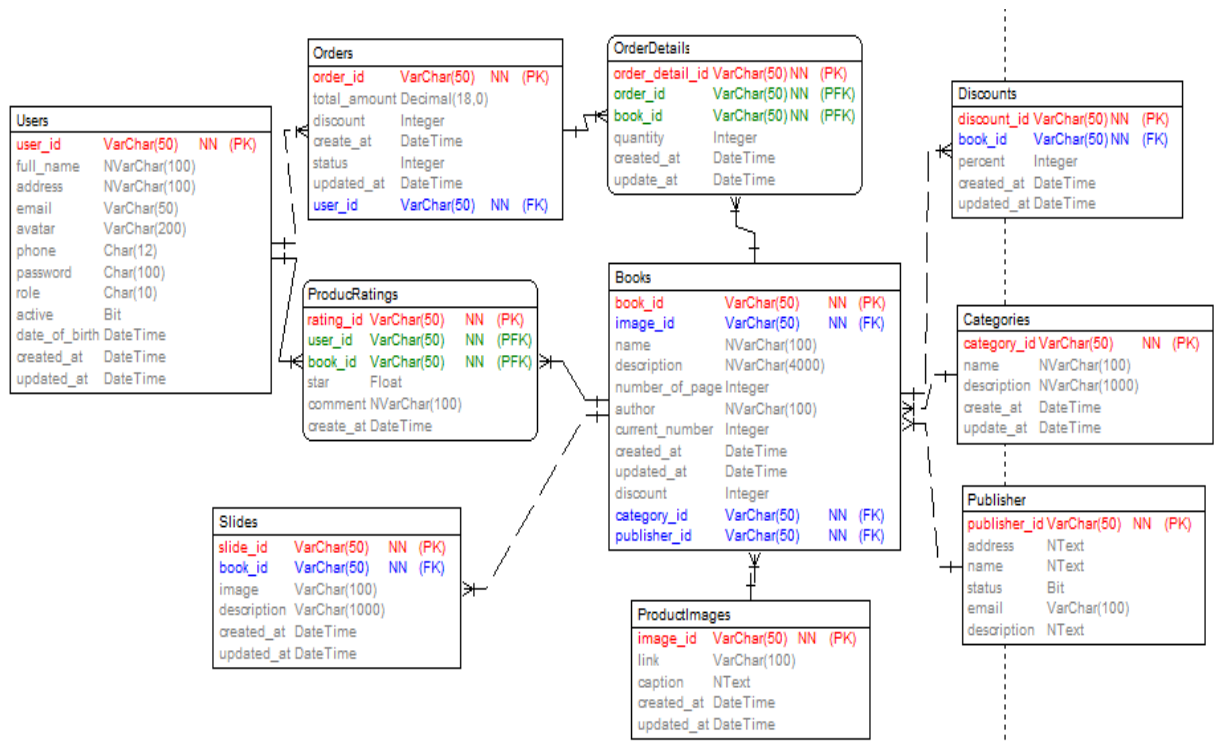 Users
user_id VarChar(50) NN (PK)
full_name NVarChar(100)
address NVarChar(100)
email VarChar(50)
avatar VarChar(200)
phone Char(12)
password Char(100)
role Char(10)
active Bit
date_of_birth DateTime
created_at DateTime
updated_at DateTime
Orders
order_id VarChar(50) NN (PK)
total_amount Decimal(18,0)
discount Integer
create_at DateTime
status Integer
updated_at DateTime
user_id VarChar(50) NN (FK)
OrderDetails
order_detail_id VarChar(50) NN (PK)
order_id VarChar(50) NN (PFK)
book_id VarChar(50) NN (PFK)
quantity Integer
created_at DateTime
update_at DateTime
Discounts
discount_id VarChar(50) NN (PK)
book_id VarChar(50) NN (FK)
percent Integer
created_at DateTime
updated_at DateTime
ProducRatings
rating_id VarChar(50) NN (PK)
user_id VarChar(50) NN (PFK)
book_id VarChar(50) NN (PFK)
star Float
comment NVarChar(100)
create_at DateTime
Books
book_id VarChar(50) NN (PK)
image_id VarChar(50) NN (FK)
name NVarChar(100)
description NVarChar(4000)
number_of_page Integer
author NVarChar(100)
current_number Integer
created_at DateTime
updated_at DateTime
discount Integer
category_id VarChar(50) NN (FK)
publisher_id VarChar(50) NN (FK)
Categories
category_id VarChar(50) NN (PK)
name NVarChar(100)
description NVarChar(1000)
create_at DateTime
update_at DateTime
Publisher
publisher_id VarChar(50) NN (PK)
address NText
name NText
status Bit
email VarChar(100)
description NText
Slides
slide_id VarChar(50) NN (PK)
book_id VarChar(50) NN (FK)
image VarChar(100)
description VarChar(1000)
created_at DateTime
updated_at DateTime
ProductImages
image_id VarChar(50) NN (PK)
link VarChar(100)
caption NText
created_at DateTime
updated_at DateTime